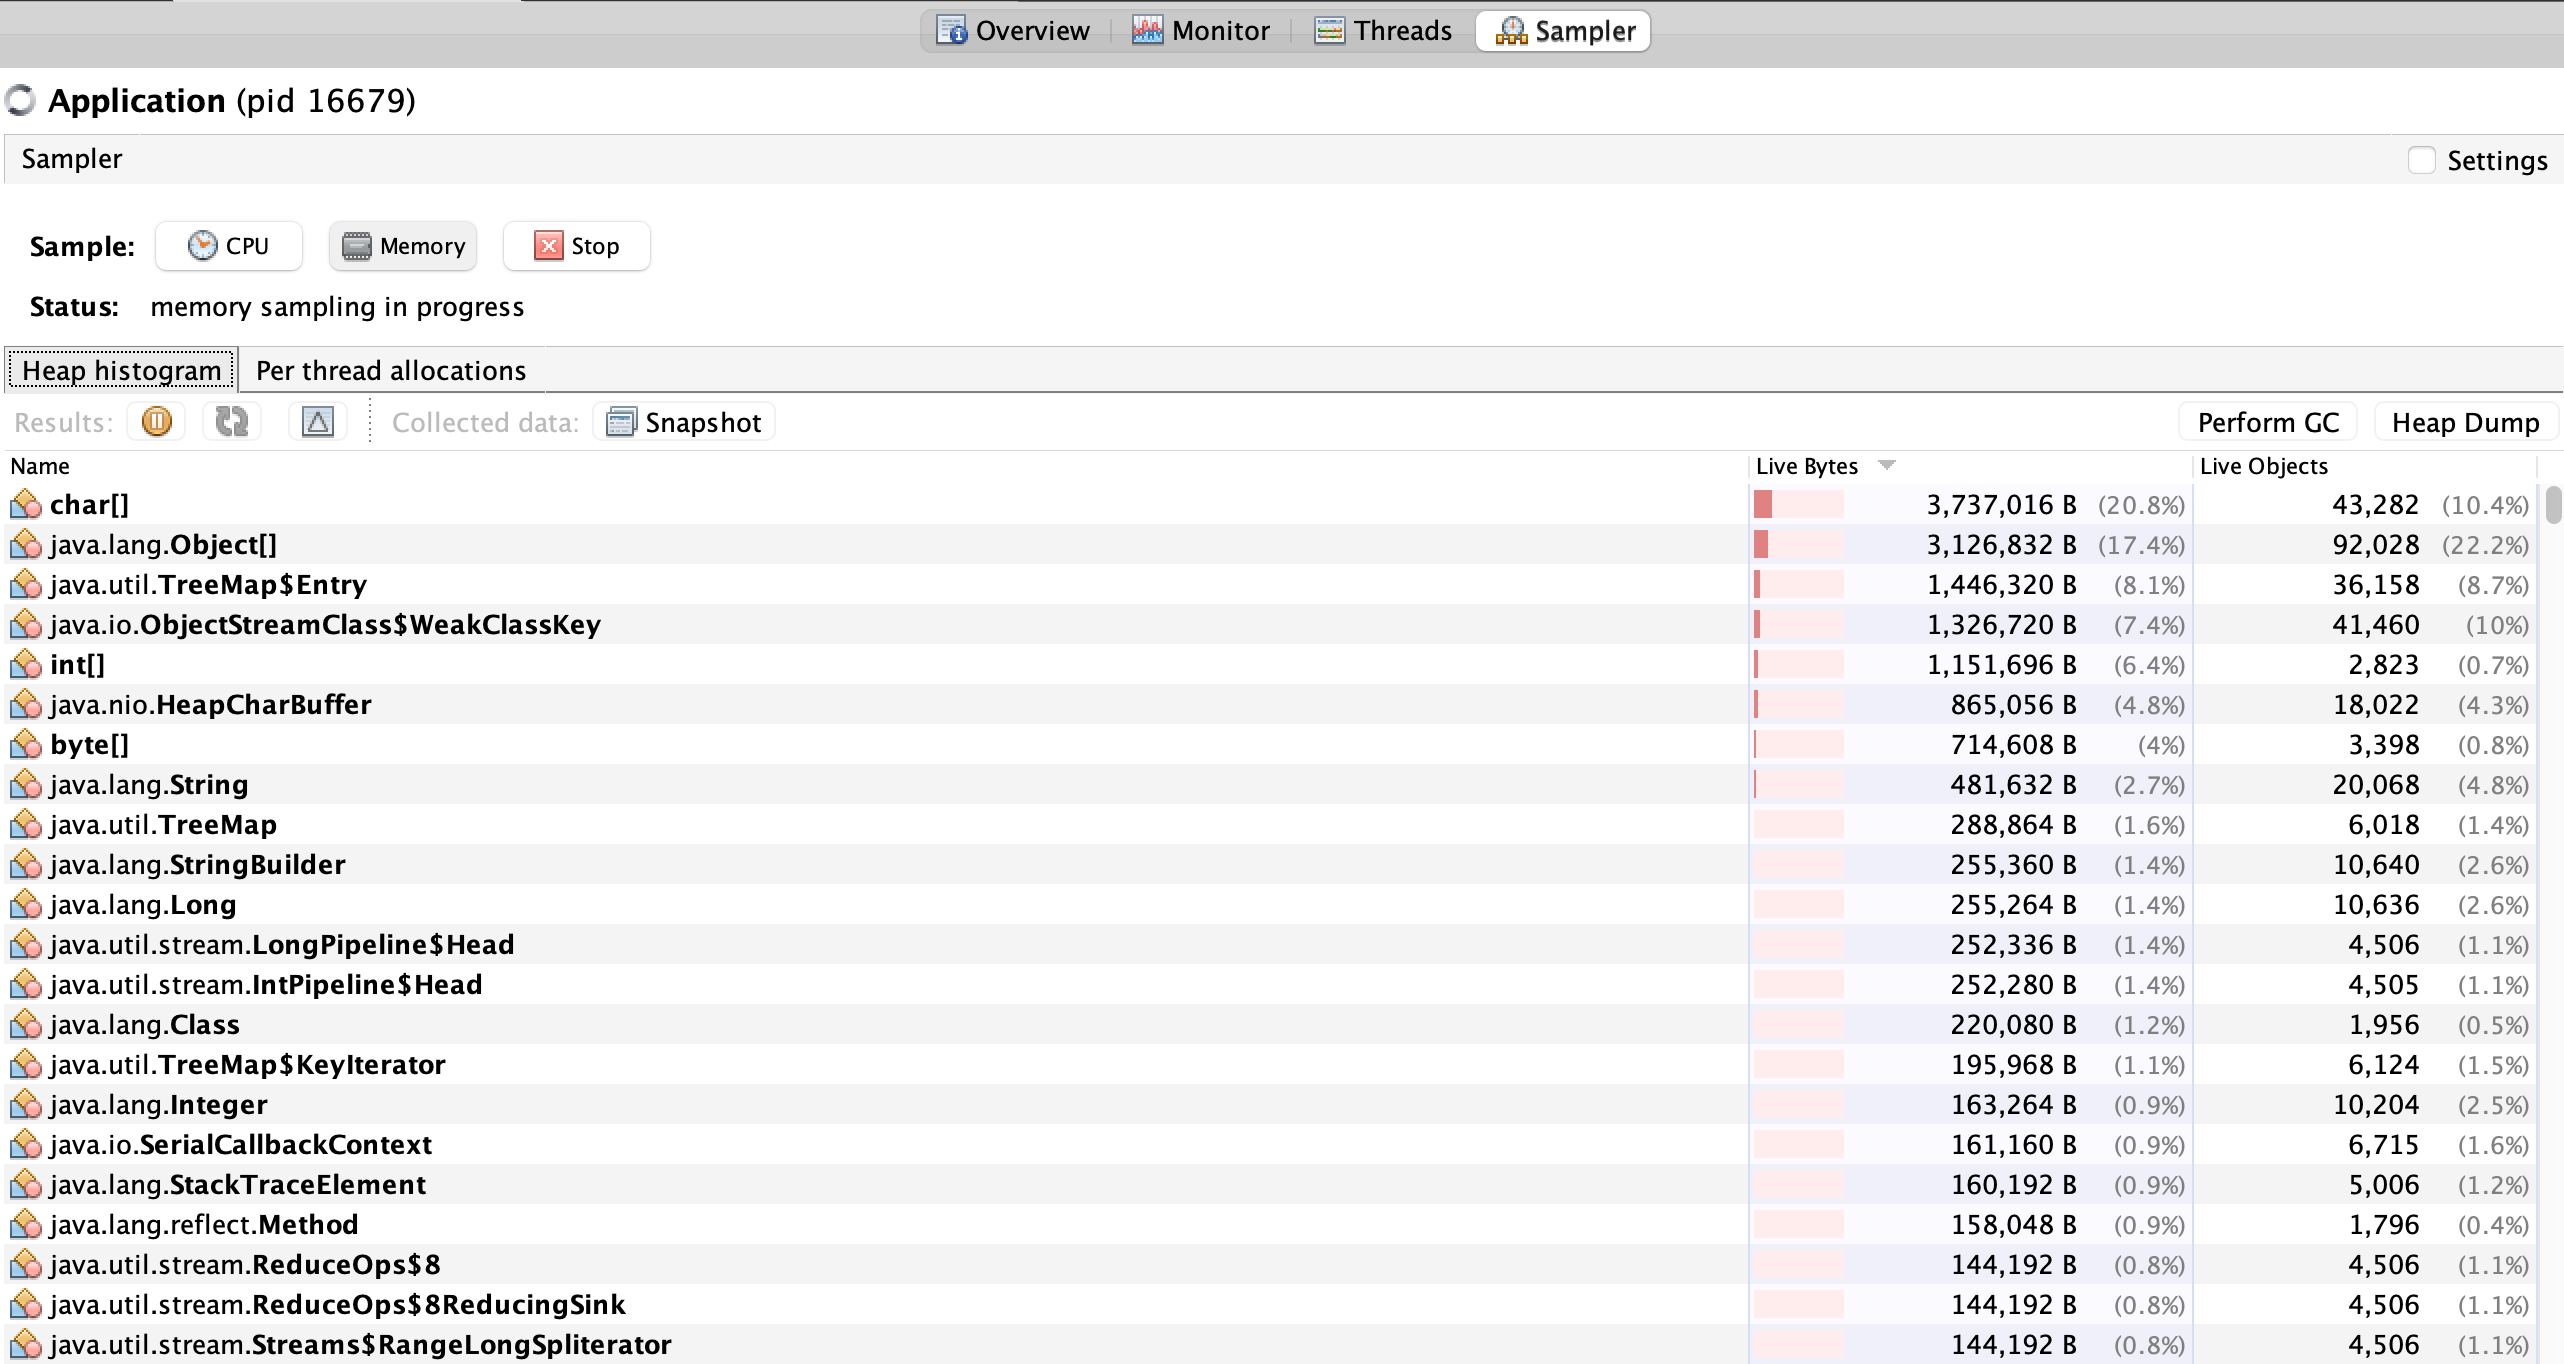 Overview Monitor Threads Sampler
Application (pid 16679)
Sampler Settings
Sample: CPU Memory Stop
Status: memory sampling in progress
Heap histogram Per thread allocations
Results: Collected data: Snapshot Perform GC Heap Dump
Name Live Bytes Live Objects
char[] 3,737,016 B (20.8%) 43,282 (10.4%)
java.lang.Object[] 3,126,832 B (17.4%) 92,028 (22.2%)
java.util.TreeMap$Entry 1,446,320 B (8.1%) 36,158 (8.7%)
java.io.ObjectStreamClass$WeakClassKey 1,326,720 B (7.4%) 41,460 (10%)
int[] 1,151,696 B (6.4%) 2,823 (0.7%)
java.nio.HeapCharBuffer 865,056 B (4.8%) 18,022 (4.3%)
byte[] 714,608 B (4%) 3,398 (0.8%)
java.lang.String 481,632 B (2.7%) 20,068 (4.8%)
java.util.TreeMap 288,864 B (1.6%) 6,018 (1.4%)
java.lang.StringBuilder 255,360 B (1.4%) 10,640 (2.6%)
java.lang.Long 255,264 B (1.4%) 10,636 (2.6%)
java.util.stream.LongPipeline$Head 252,336 B (1.4%) 4,506 (1.1%)
java.util.stream.IntPipeline$Head 252,280 B (1.4%) 4,505 (1.1%)
java.lang.Class 220,080 B (1.2%) 1,956 (0.5%)
java.util.TreeMap$KeyIterator 195,968 B (1.1%) 6,124 (1.5%)
java.lang.Integer 163,264 B (0.9%) 10,204 (2.5%)
java.io.SerialCallbackContext 161,160 B (0.9%) 6,715 (1.6%)
java.lang.StackTraceElement 160,192 B (0.9%) 5,006 (1.2%)
java.lang.reflect.Method 158,048 B (0.9%) 1,796 (0.4%)
java.util.stream.ReduceOps$8 144,192 B (0.8%) 4,506 (1.1%)
java.util.stream.ReduceOps$8ReducingSink 144,192 B (0.8%) 4,506 (1.1%)
java.util.stream.Streams$RangeLongSpliterator 144,192 B (0.8%) 4,506 (1.1%)